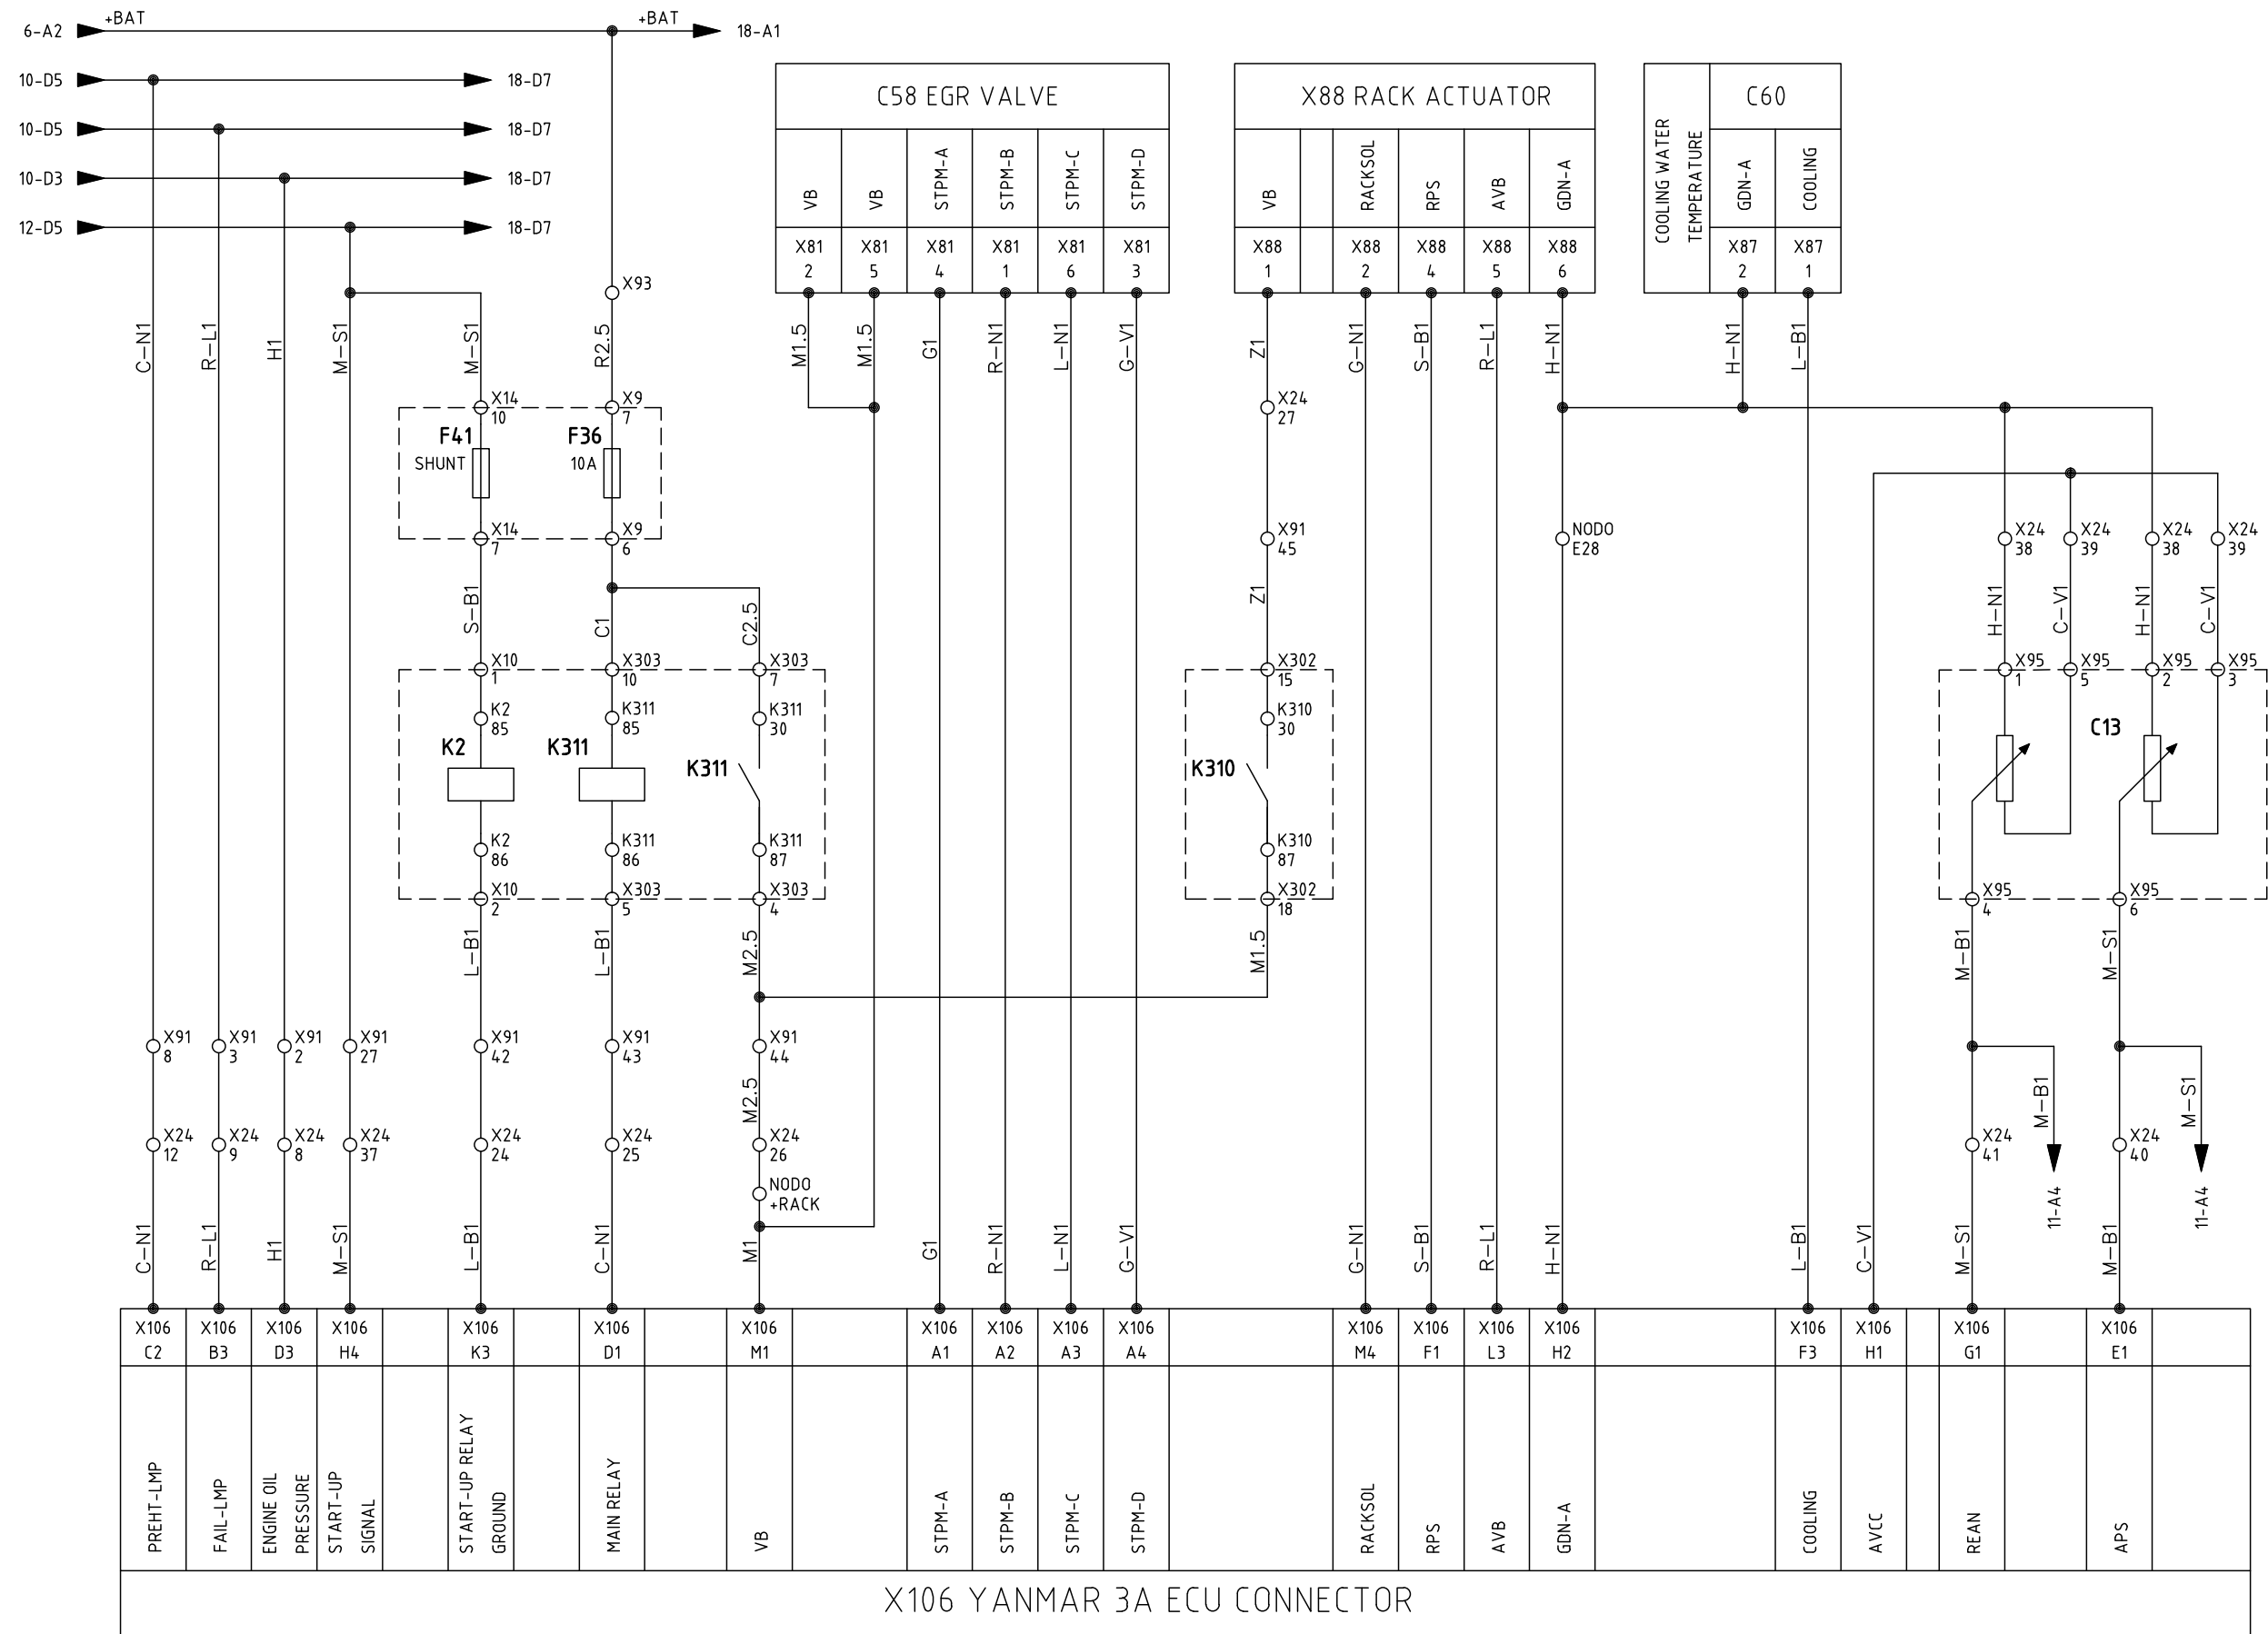 +BAT
+BAT
6-A2
18-A1
10-D5
18-D7
10-D5
18-D7
10-D3
18-D7
12-D5
18-D7
C58 EGR VALVE
VB
VB
STPM-A
STPM-B
STPM-C
STPM-D
X81 X81 X81 X81 X81 X81
2 5 4 1 6 3
X88 RACK ACTUATOR
VB
RACKSOL
RPS
AVB
GDN-A
X88 X88 X88 X88 X88
1 2 4 5 6
COOLING WATER
TEMPERATURE
C60
GDN-A
COOLING
X87 X87
2 1
X93
C-N1
R-L1
H1
M-S1
M-S1
R2.5
M1.5
M1.5
G1
R-N1
L-N1
G-V1
Z1
G-N1
S-B1
R-L1
H-N1
H-N1
L-B1
X14
10
X9
7
F41
SHUNT
F36
10A
X14
7
X9
6
X24
27
X91
45
NODO
E28
X24
38
X24
39
X24
38
X24
39
S-B1
C1
C2.5
Z1
H-N1
C-V1
H-N1
C-V1
X10
1
X303
10
X303
7
X302
15
X95
1
X95
5
X95
2
X95
3
K2
85
K311
85
K311
30
K310
30
K2
K311
K311
K310
C13
K2
86
K311
86
K311
87
K310
87
X10
2
X303
5
X303
4
X302
18
X95
4
X95
6
L-B1
L-B1
M2.5
M1.5
M-B1
M-S1
X91
8
X91
3
X91
2
X91
27
X91
42
X91
43
X91
44
M2.5
M-B1
M-S1
X24
12
X24
9
X24
8
X24
37
X24
24
X24
25
X24
26
X24
41
X24
40
NODO
+RACK
11-A4
11-A4
C-N1
R-L1
H1
M-S1
L-B1
C-N1
M1
G1
R-N1
L-N1
G-V1
G-N1
S-B1
R-L1
H-N1
L-B1
C-V1
M-S1
M-B1
X106 X106 X106 X106 X106 X106 X106 X106 X106 X106 X106 X106 X106 X106 X106 X106 X106 X106 X106
C2 B3 D3 H4 K3 D1 M1 A1 A2 A3 A4 M4 F1 L3 H2 F3 H1 G1 E1
PREHT-LMP
FAIL-LMP
ENGINE OIL
PRESSURE
START-UP
SIGNAL
START-UP RELAY
GROUND
MAIN RELAY
VB
STPM-A
STPM-B
STPM-C
STPM-D
RACKSOL
RPS
AVB
GDN-A
COOLING
AVCC
REAN
APS
X106 YANMAR 3A ECU CONNECTOR